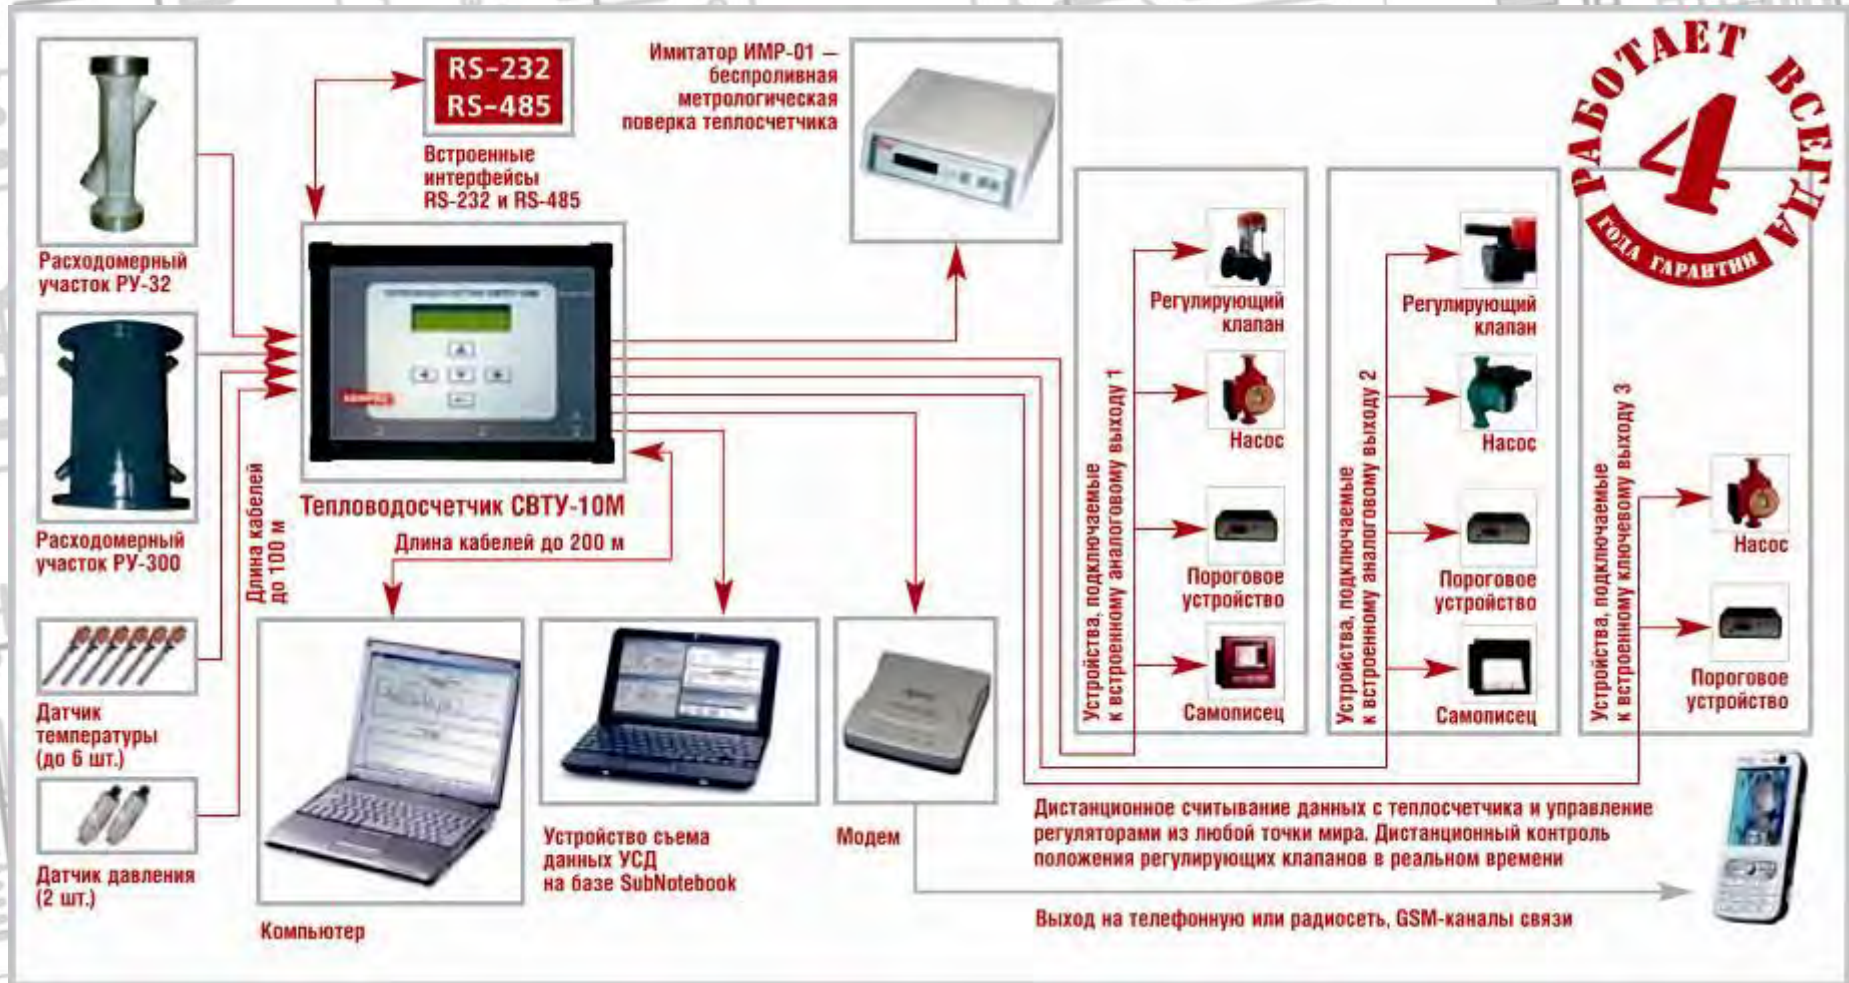 RS-232
RS-485
Встроенные
интерфейсы
RS-232 и RS-485
Имитатор ИМР-01 –
беспроливная
метрологическая
поверка теплосчетчика
РАБОТАЕТ ВСЕГДА
4
ГОДА ГАРАНТИИ
Расходомерный
участок РУ-32
Расходомерный
участок РУ-300
Датчик
температуры
(до 6 шт.)
Датчик давления
(2 шт.)
Длина кабелей
до 100 м
Тепловодосчетчик СВТУ-10М
Длина кабелей до 200 м
Компьютер
Устройство съема
данных УСД
на базе SubNotebook
Модем
Устройства, подключаемые
к встроенному аналоговому выходу 1
Регулирующий
клапан
Насос
Пороговое
устройство
Самописец
Устройства, подключаемые
к встроенному аналоговому выходу 2
Регулирующий
клапан
Насос
Пороговое
устройство
Самописец
Устройства, подключаемые
к встроенному ключевому выходу 3
Насос
Пороговое
устройство
Дистанционное считывание данных с теплосчетчика и управление
регуляторами из любой точки мира. Дистанционный контроль
положения регулирующих клапанов в реальном времени
Выход на телефонную или радиосеть, GSM-каналы связи